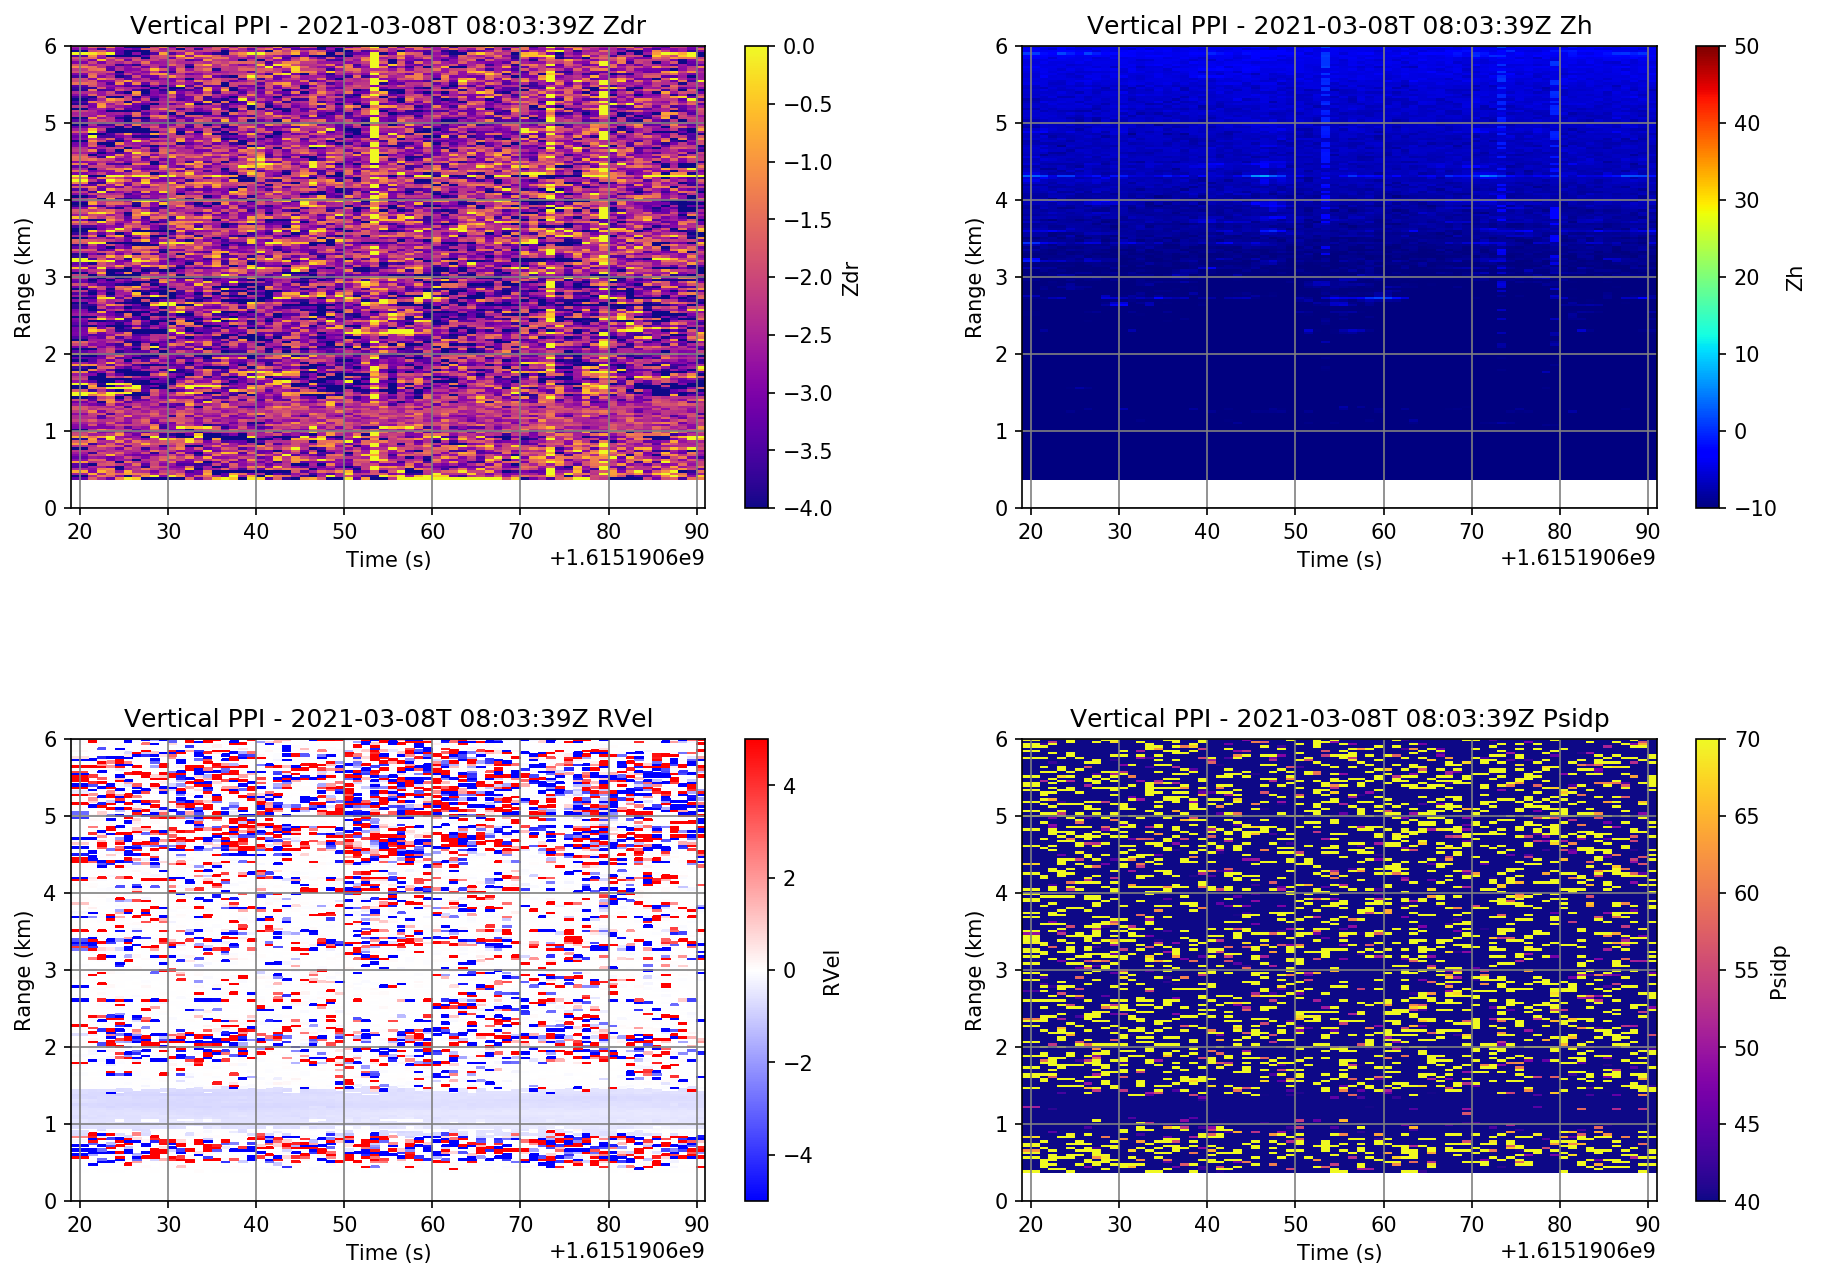 Vertical PPI - 2021-03-08T 08:03:39Z Zdr
6
5
4
3
2
1
0
Range (km)
20 30 40 50 60 70 80 90
Time (s)
+1.6151906e9
0.0
−0.5
−1.0
−1.5
−2.0
−2.5
−3.0
−3.5
−4.0
Zdr
Vertical PPI - 2021-03-08T 08:03:39Z Zh
6
5
4
3
2
1
0
Range (km)
20 30 40 50 60 70 80 90
Time (s)
+1.6151906e9
50
40
30
20
10
0
−10
Zh
Vertical PPI - 2021-03-08T 08:03:39Z RVel
6
5
4
3
2
1
0
Range (km)
20 30 40 50 60 70 80 90
Time (s)
+1.6151906e9
4
2
0
−2
−4
RVel
Vertical PPI - 2021-03-08T 08:03:39Z Psidp
6
5
4
3
2
1
0
Range (km)
20 30 40 50 60 70 80 90
Time (s)
+1.6151906e9
70
65
60
55
50
45
40
Psidp